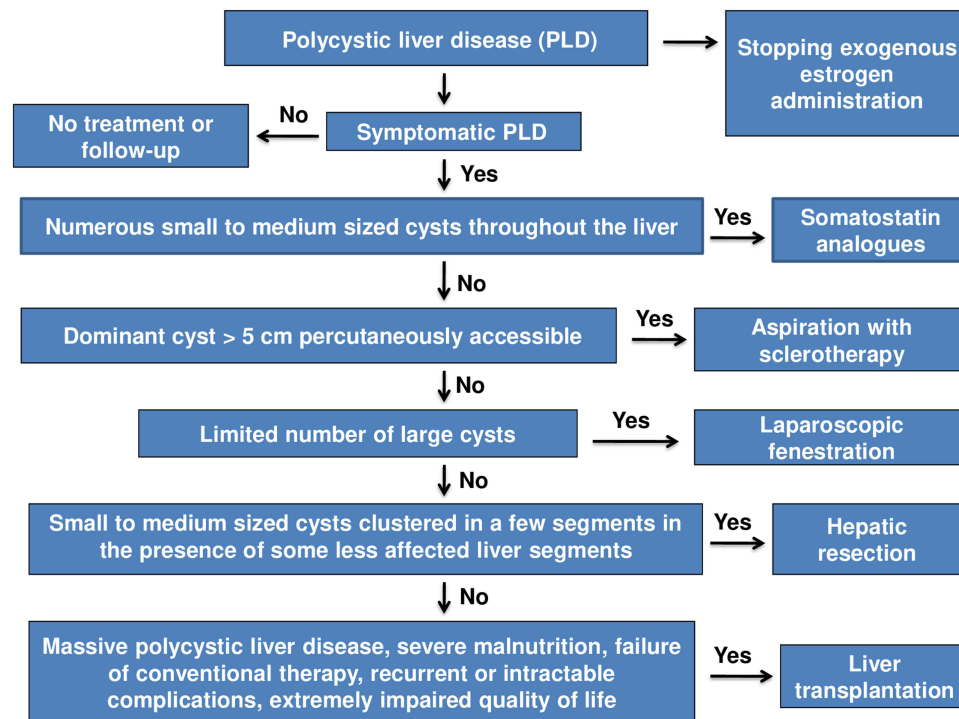 Polycystic liver disease (PLD)
Stopping exogenous
estrogen
administration
No treatment or
follow-up
No
Symptomatic PLD
Yes
Numerous small to medium sized cysts throughout the liver
Yes
Somatostatin
analogues
No
Dominant cyst > 5 cm percutaneously accessible
Yes
Aspiration with
sclerotherapy
No
Limited number of large cysts
Yes
Laparoscopic
fenestration
No
Small to medium sized cysts clustered in a few segments in
the presence of some less affected liver segments
Yes
Hepatic
resection
No
Massive polycystic liver disease, severe malnutrition, failure
of conventional therapy, recurrent or intractable
complications, extremely impaired quality of life
Yes
Liver
transplantation